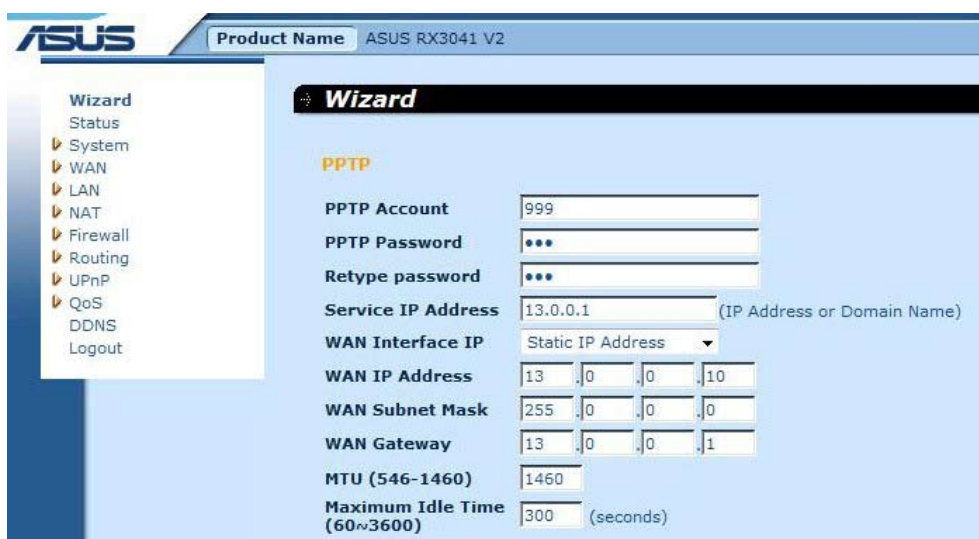 ASUS
Product Name ASUS RX3041 V2
Wizard
Status
System
WAN
LAN
NAT
Firewall
Routing
UPnP
QoS
DDNS
Logout
Wizard
PPTP
PPTP Account 999
PPTP Password •••
Retype password •••
Service IP Address 13.0.0.1 (IP Address or Domain Name)
WAN Interface IP Static IP Address
WAN IP Address 13 .0 .0 .10
WAN Subnet Mask 255 .0 .0 .0
WAN Gateway 13 .0 .0 .1
MTU (546-1460) 1460
Maximum Idle Time
(60~3600) 300 (seconds)